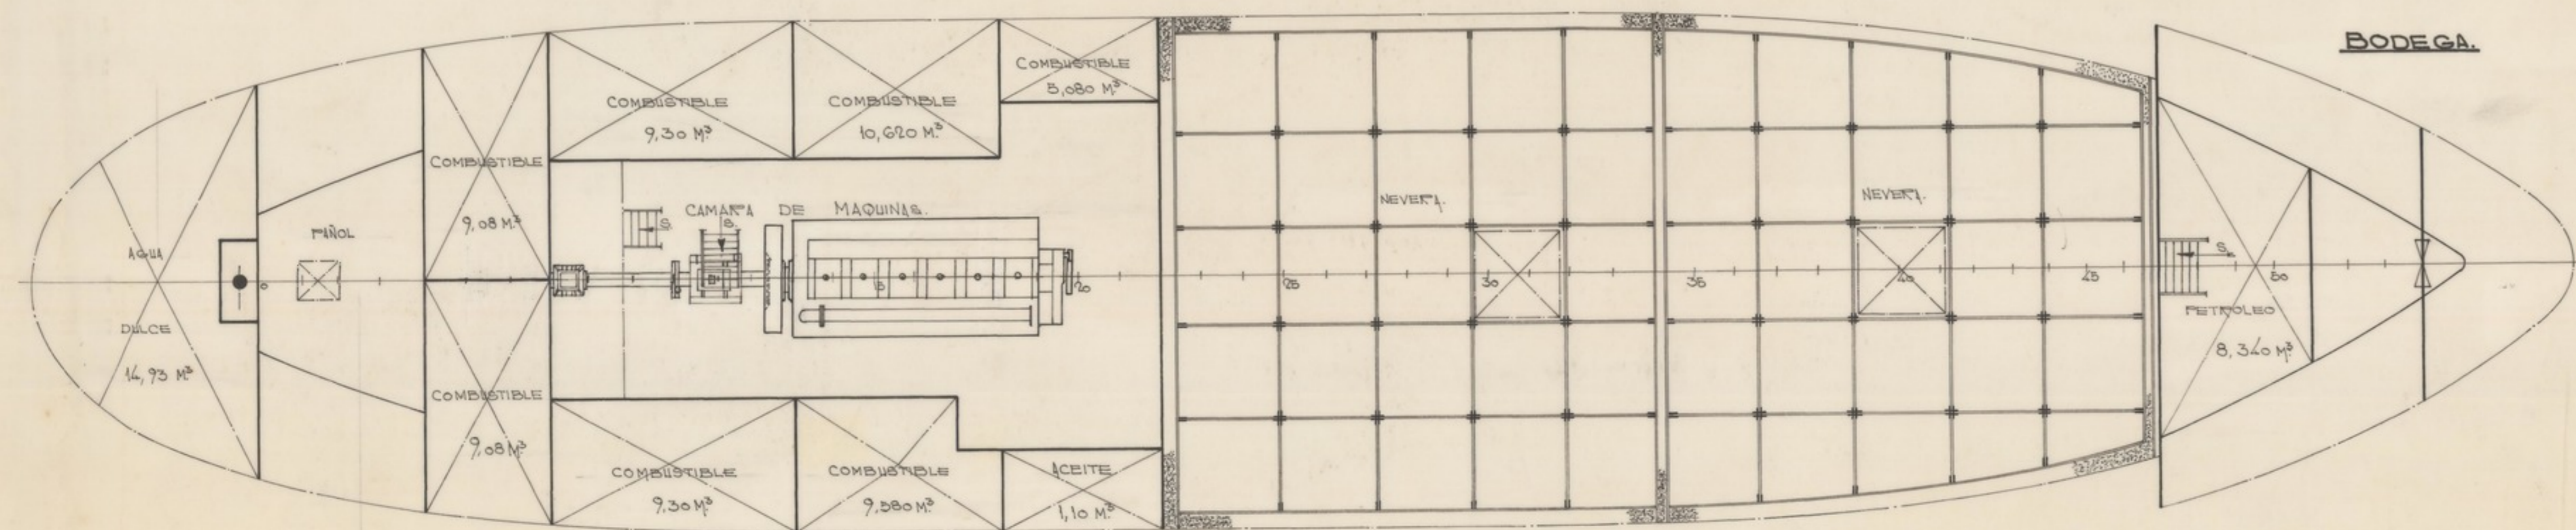 BODEGA.
COMBUSTIBLE
5,080 M³
COMBUSTIBLE
9,30 M³
COMBUSTIBLE
10,620 M³
COMBUSTIBLE
9,08 M³
NEVERA.
NEVERA.
CAMARA DE MAQUINAS.
S.
S.
PAÑOL
AGUA
DULCE
14,93 M³
S.
20
25
30
35
40
45
50
PETROLEO
8,340 M³
COMBUSTIBLE
9,08 M³
COMBUSTIBLE
9,30 M³
COMBUSTIBLE
9,580 M³
ACEITE
1,10 M³